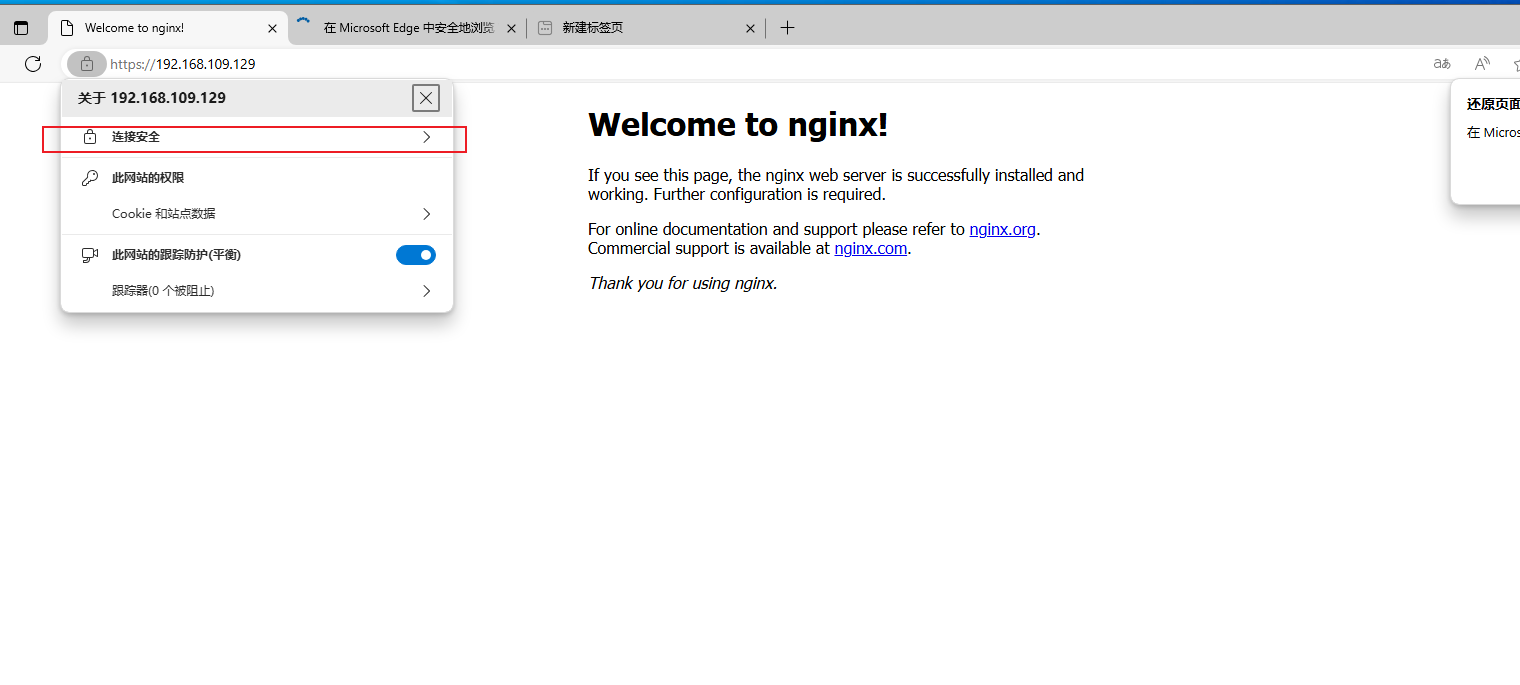 Welcome to nginx!
在 Microsoft Edge 中安全地浏览
新建标签页
https://192.168.109.129
关于 192.168.109.129
连接安全
此网站的权限
Cookie 和站点数据
此网站的跟踪防护(平衡)
跟踪器(0 个被阻止)
Welcome to nginx!
If you see this page, the nginx web server is successfully installed and
working. Further configuration is required.
For online documentation and support please refer to nginx.org.
Commercial support is available at nginx.com.
Thank you for using nginx.
aあ
A
还原页面
在 Micros